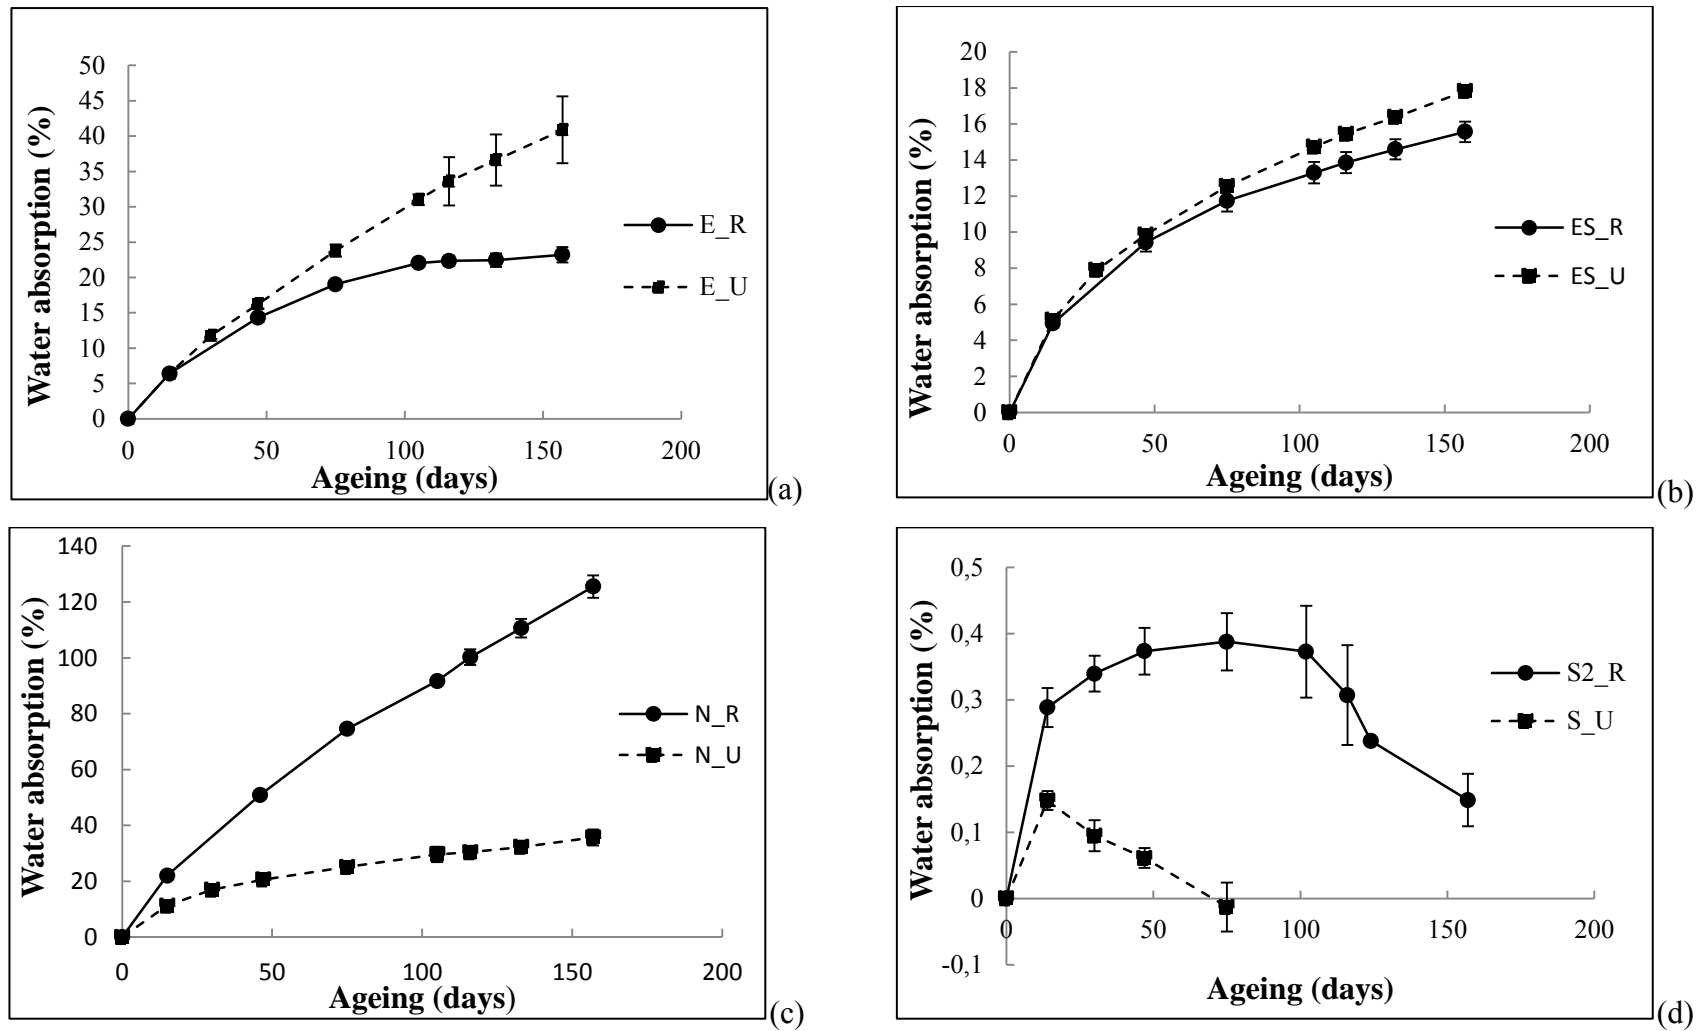 Water absorption (%)
50
45
40
35
30
25
20
15
10
5
0
0 50 100 150 200
Ageing (days)
E_R
E_U
(a)
Water absorption (%)
20
18
16
14
12
10
8
6
4
2
0
0 50 100 150 200
Ageing (days)
ES_R
ES_U
(b)
Water absorption (%)
140
120
100
80
60
40
20
0
0 50 100 150 200
Ageing (days)
N_R
N_U
(c)
Water absorption (%)
0,5
0,4
0,3
0,2
0,1
0
-0,1
0 50 100 150 200
Ageing (days)
S2_R
S_U
(d)